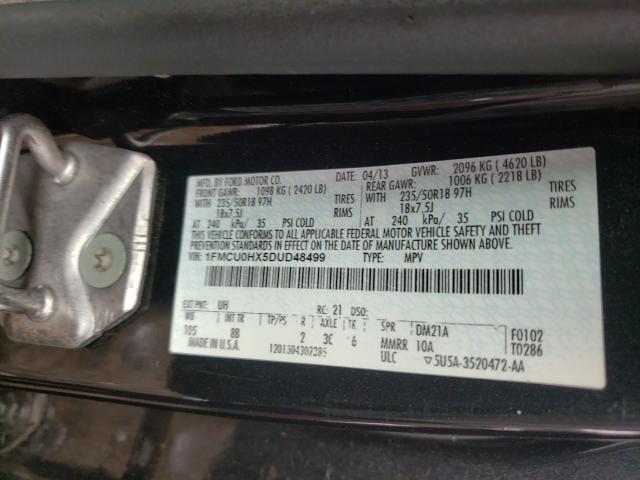 MFD. BY FORD MOTOR CO. DATE: 04/13 GVWR: 2096 KG ( 4620 LB)
FRONT GAWR: 1098 KG ( 2420 LB) REAR GAWR: 1006 KG ( 2218 LB)
WITH 235/50R18 97H TIRES WITH 235/50R18 97H TIRES
18x7.5J RIMS 18x7.5J RIMS
AT 240 kPa/ 35 PSI COLD AT 240 kPa/ 35 PSI COLD
THIS VEHICLE CONFORMS TO ALL APPLICABLE FEDERAL MOTOR VEHICLE SAFETY AND THEFT
PREVENTION STANDARDS IN EFFECT ON THE DATE OF MANUFACTURE SHOWN ABOVE.
VIN: 1FMCU0HX5DUD48499 TYPE: MPV
EXT PNT: UH RC: 21 DSO:
WB INT TR TP/PS R AXLE TR SPR DM21A F0102
105 8B 2 3C 6 MMRR 10A T0286
MADE IN U.S.A. 1201304302285 ULC 5U5A-3520472-AA